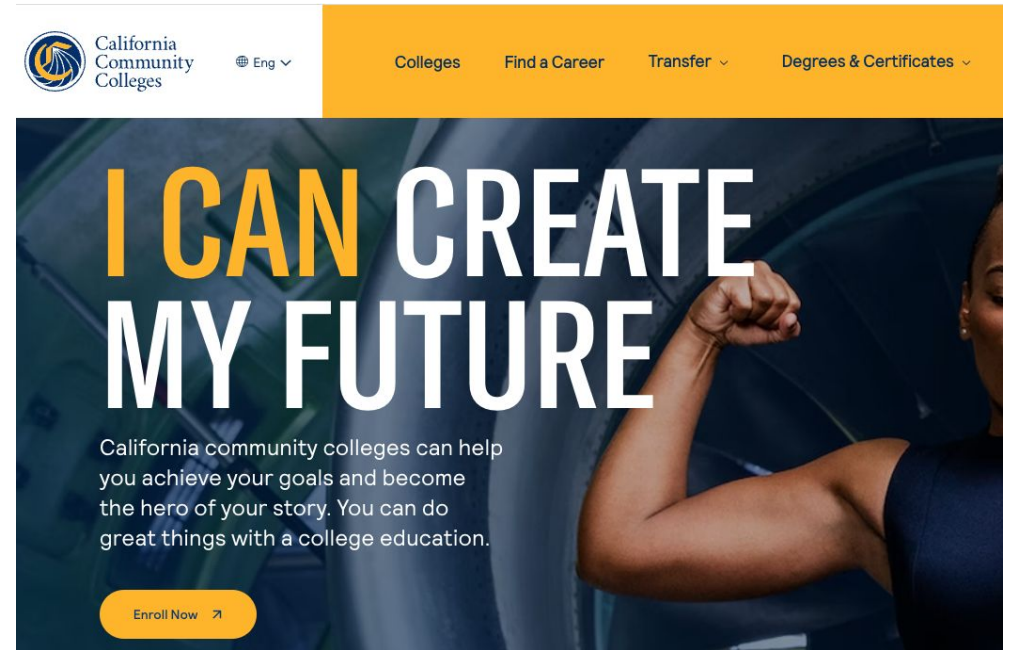 California
Community
Colleges
Eng
Colleges
Find a Career
Transfer
Degrees & Certificates
I CAN CREATE
MY FUTURE
California community colleges can help
you achieve your goals and become
the hero of your story. You can do
great things with a college education.
Enroll Now